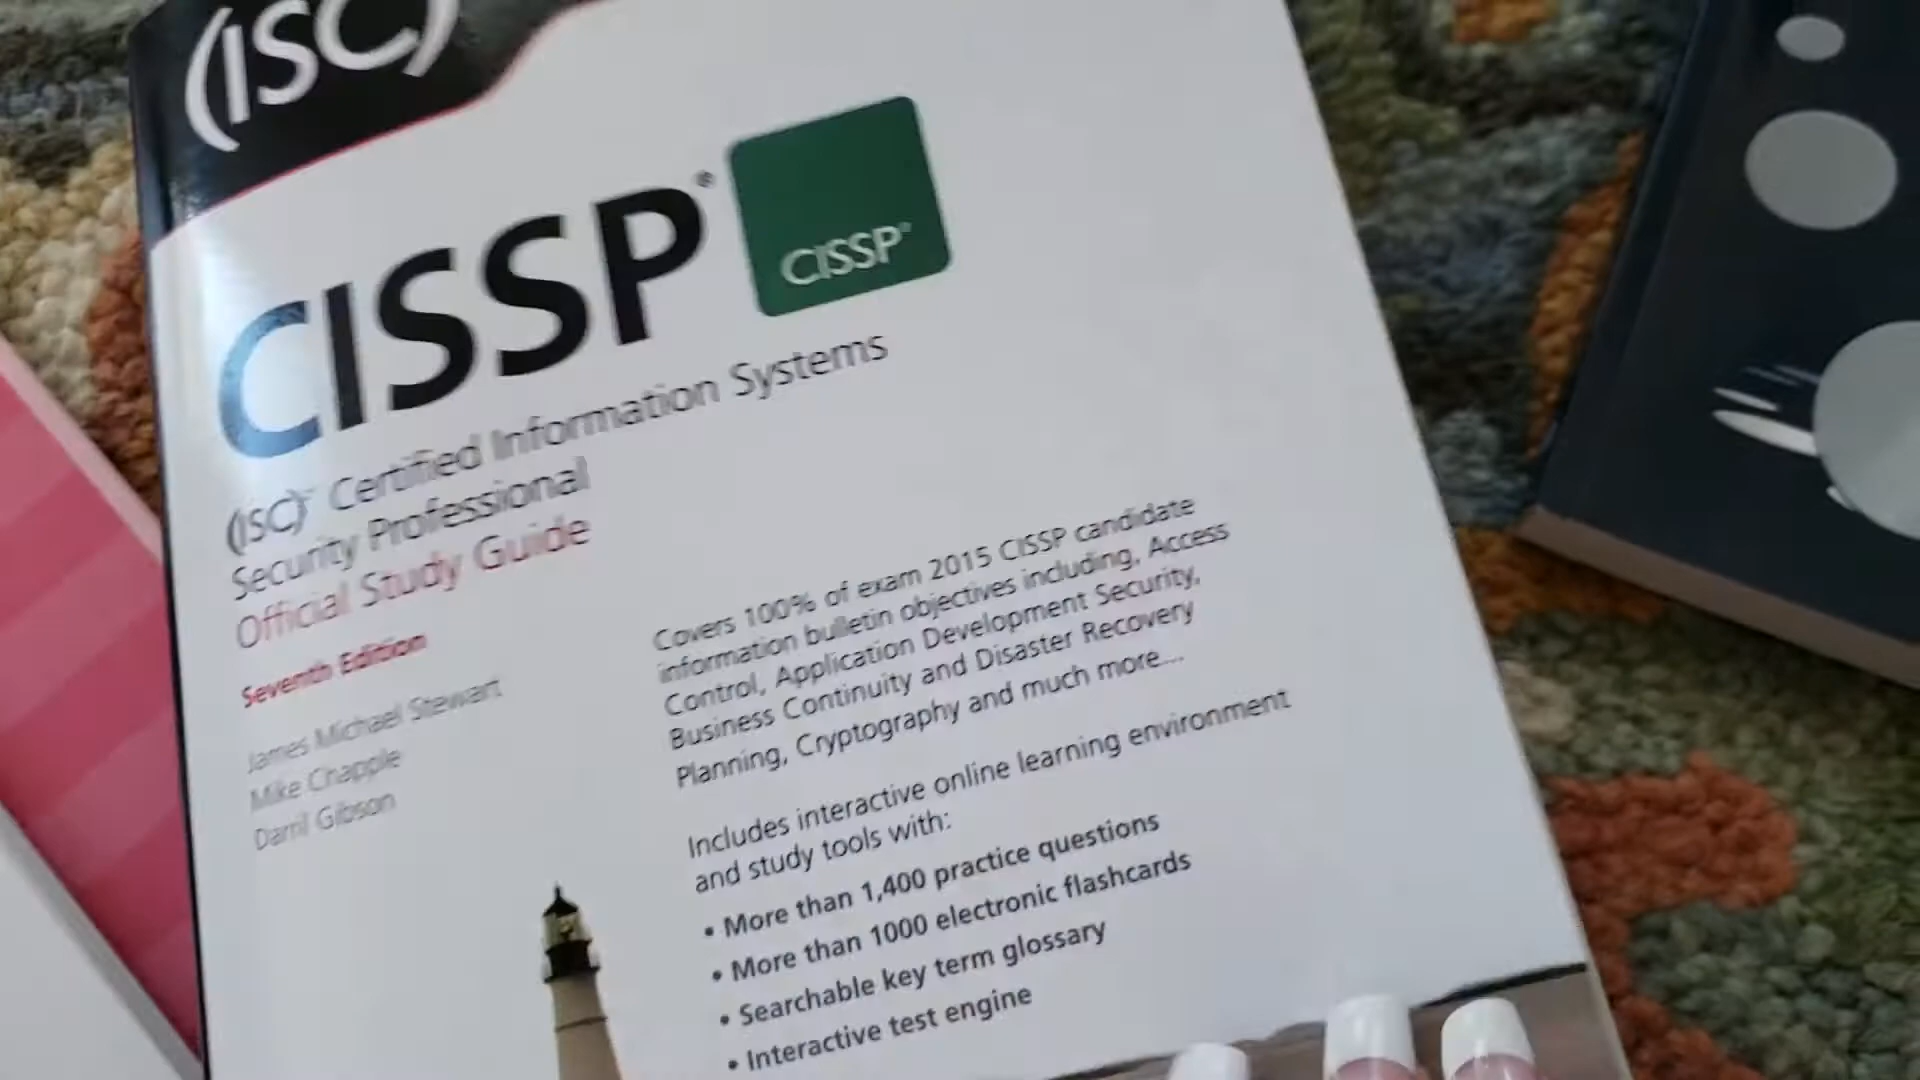 (ISC)
CISSP®
CISSP®
(ISC)² Certified Information Systems
Security Professional
Official Study Guide
Seventh Edition
James Michael Stewart
Mike Chapple
Darril Gibson
Covers 100% of exam 2015 CISSP candidate
information bulletin objectives including, Access
Control, Application Development Security,
Business Continuity and Disaster Recovery
Planning, Cryptography and much more...
Includes interactive online learning environment
and study tools with:
• More than 1,400 practice questions
• More than 1000 electronic flashcards
• Searchable key term glossary
• Interactive test engine